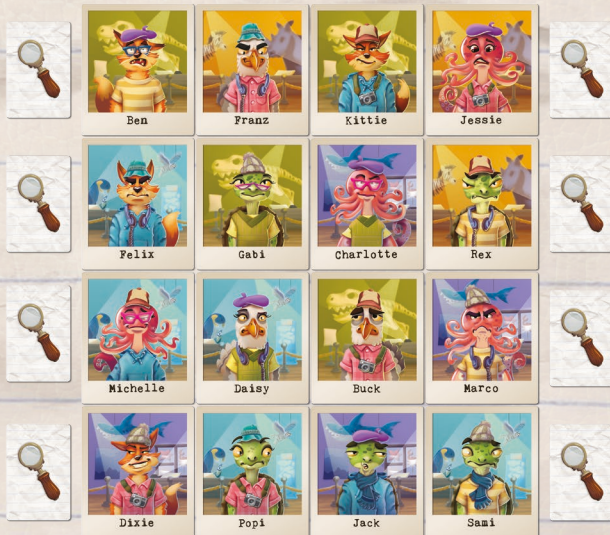 Ben
Franz
Kittie
Jessie
Felix
Gabi
Charlotte
Rex
Michelle
Daisy
Buck
Marco
Dixie
Popi
Jack
Sami